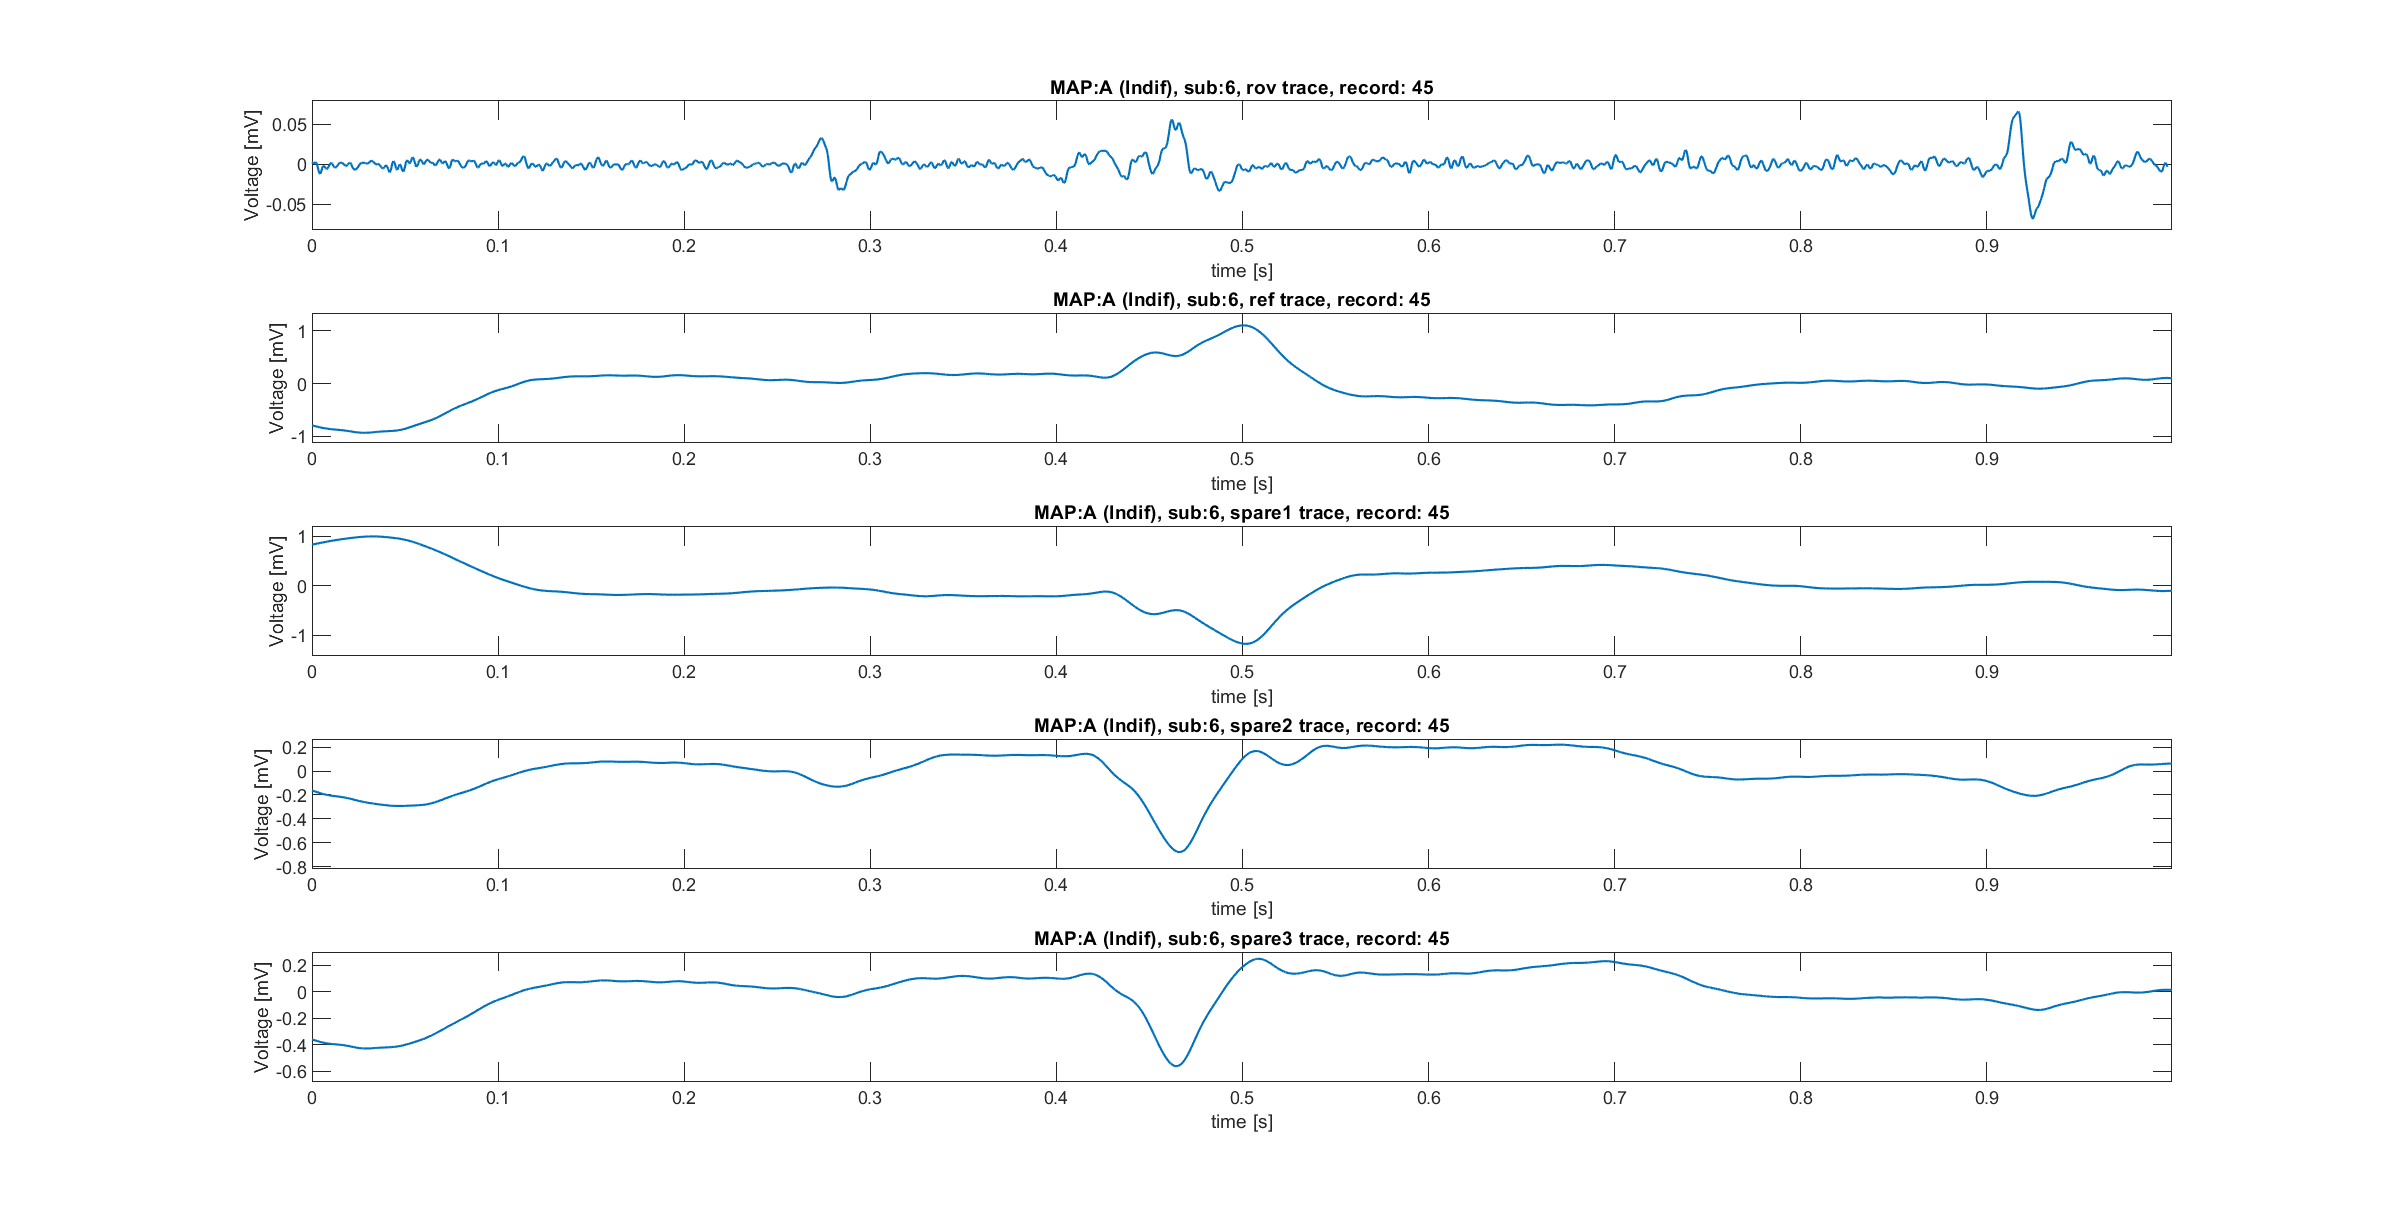 MAP:A (Indif), sub:6, rov trace, record: 45
Voltage [mV]
0.05
0
-0.05
0 0.1 0.2 0.3 0.4 0.5 0.6 0.7 0.8 0.9
time [s]
MAP:A (Indif), sub:6, ref trace, record: 45
Voltage [mV]
1
0
-1
0 0.1 0.2 0.3 0.4 0.5 0.6 0.7 0.8 0.9
time [s]
MAP:A (Indif), sub:6, spare1 trace, record: 45
Voltage [mV]
1
0
-1
0 0.1 0.2 0.3 0.4 0.5 0.6 0.7 0.8 0.9
time [s]
MAP:A (Indif), sub:6, spare2 trace, record: 45
Voltage [mV]
0.2
0
-0.2
-0.4
-0.6
-0.8
0 0.1 0.2 0.3 0.4 0.5 0.6 0.7 0.8 0.9
time [s]
MAP:A (Indif), sub:6, spare3 trace, record: 45
Voltage [mV]
0.2
0
-0.2
-0.4
-0.6
0 0.1 0.2 0.3 0.4 0.5 0.6 0.7 0.8 0.9
time [s]